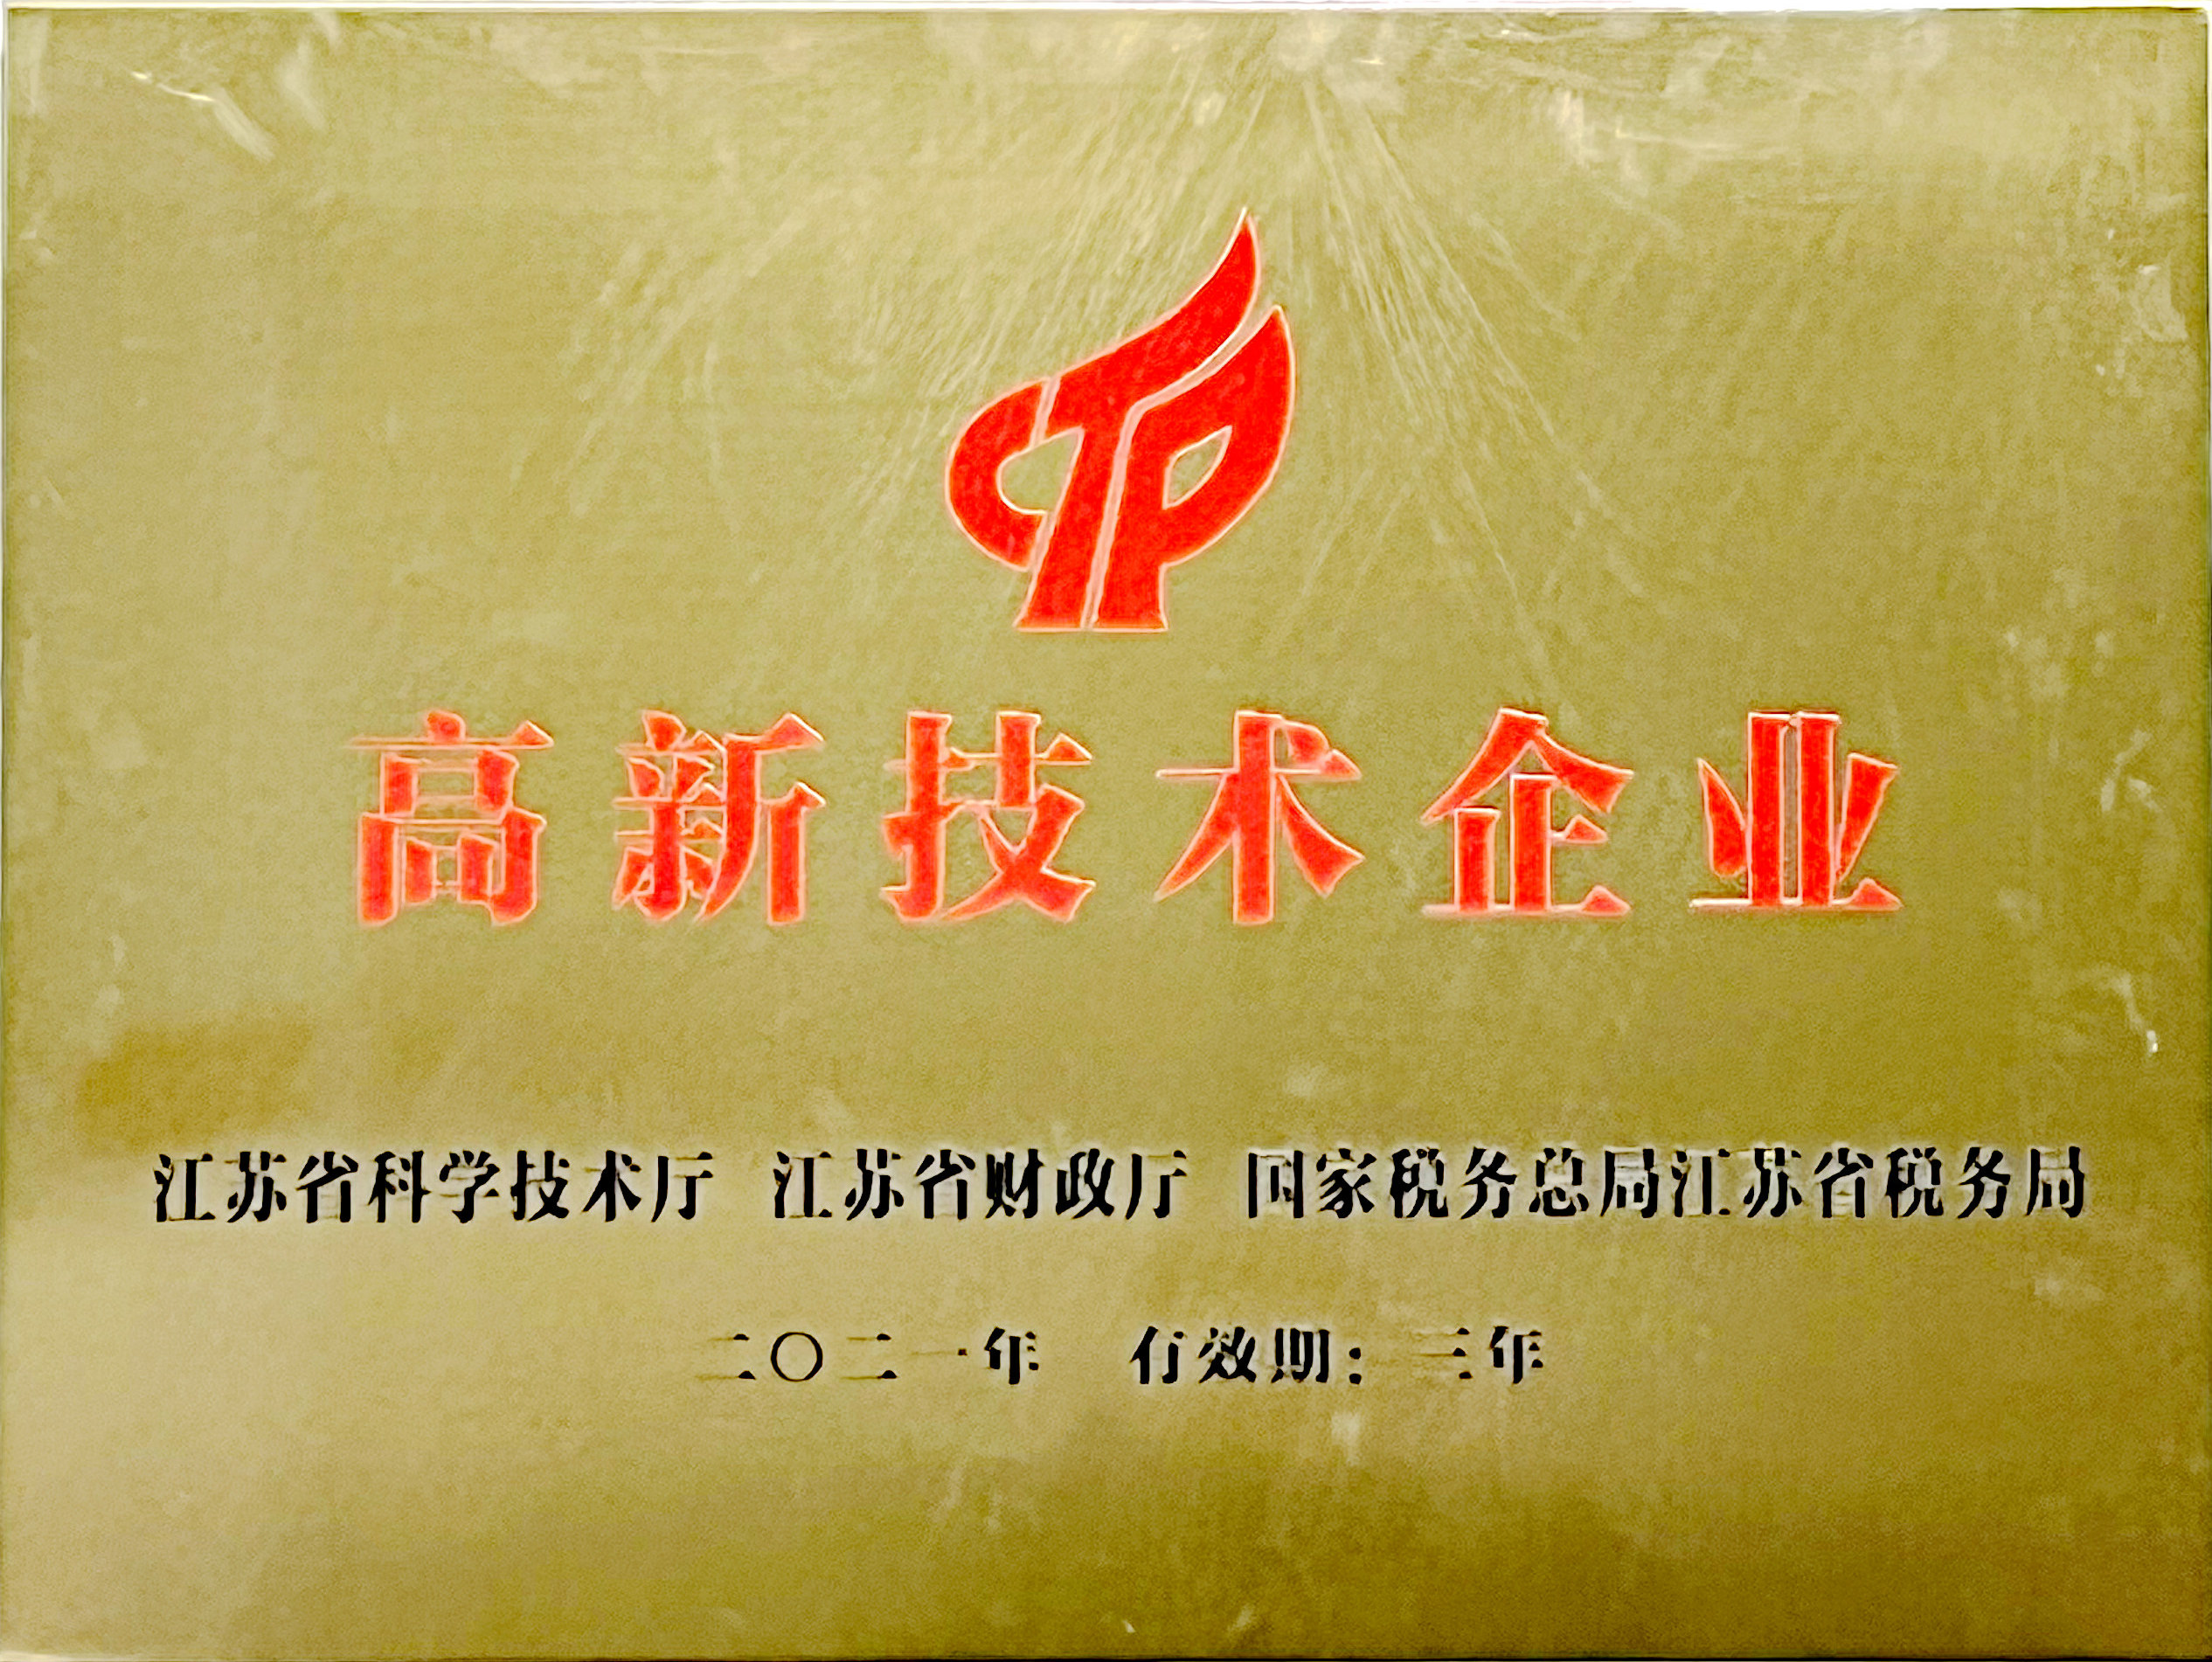 高新技术企业
江苏省科学技术厅 江苏省财政厅 国家税务总局江苏省税务局
二〇二一年 有效期：三年